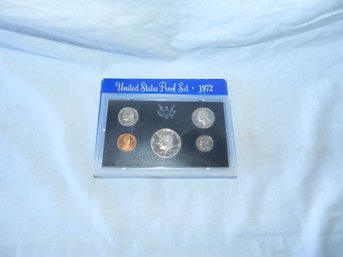 United States Proof Set · 1972